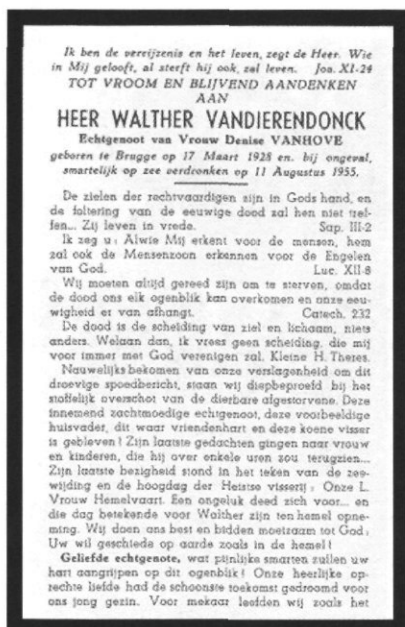 Ik ben de verrijzenis en het leven, zegt de Heer. Wie
in Mij gelooft, al sterft hij ook, zal leven. Joa. XI-24
TOT VROOM EN BLIJVEND AANDENKEN
AAN
HEER WALTHER VANDIERENDONCK
Echtgenoot van Vrouw Denise VANHOVE
geboren te Brugge op 17 Maart 1928 en, bij ongeval,
smartelijk op zee verdronken op 11 Augustus 1955.
De zielen der rechtvaardigen zijn in Gods hand, en
de foltering van de eeuwige dood zal hen niet tref-
fen... Zij leven in vrede. Sap. III-2
Ik zeg u: Alwie Mij erkent voor de mensen, hem
zal ook de Mensenzoon erkennen voor de Engelen
van God. Luc. XII-8
Wij moeten altijd gereed zijn om te sterven, omdat
de dood ons elk ogenblik kan overkomen en onze eeu-
wigheid er van afhangt. Catech. 232
De dood is de scheiding van ziel en lichaam, niets
anders. Welaan dan, ik vrees geen scheiding, die mij
voor immer met God verenigen zal. Kleine H. Theres.
Nauwelijks bekomen van onze verslagenheid om dit
droevige spoedbericht, staan wij diepbeproefd bij het
stoffelijk overschot van de dierbare afgestorvene. Deze
innemend zachtmoedige echtgenoot, deze voorbeeldige
huisvader, dit waar vriendenhart en deze koene visser
is gebleven! Zijn laatste gedachten gingen naar vrouw
en kinderen, die hij over enkele uren zou terugzien...
Zijn laatste bezigheid stond in het teken van de zee-
wijding en de hoogdag der Heistse visserij: Onze L.
Vrouw Hemelvaart. Een ongeluk deed zich voor... en
die dag betekende voor Walther zijn ten hemel opne-
ming. Wij doen ons best en bidden moetzaam tot God:
Uw wil geschiede op aarde zoals in de hemel!
Geliefde echtgenote, wat pijnlijke smarten zullen uw
hart aangrijpen op dit ogenblik! Onze heerlijke op-
rechte liefde had de schoonste toekomst gedroomd voor
ons jong gezin. Voor mekaar leefden wij zoals het